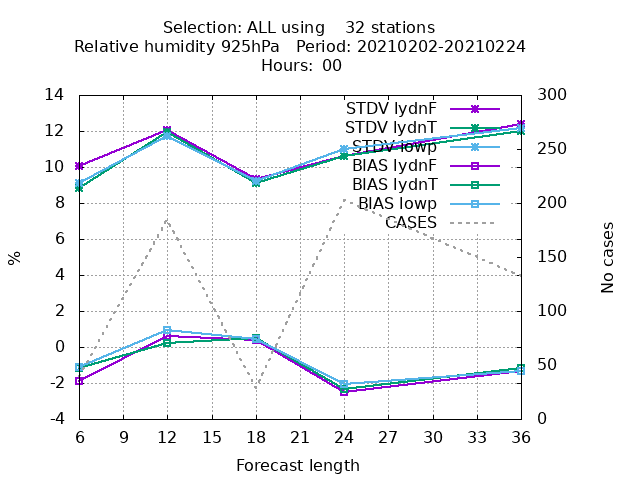 Selection: ALL using    32 stations
Relative humidity 925hPa   Period: 20210202-20210224
Hours: 00
14
12
10
8
6
4
2
0
-2
-4
%
300
250
200
150
100
50
0
No cases
STDV lydnF
STDV lydnT
STDV lowp
BIAS lydnF
BIAS lydnT
BIAS lowp
CASES
6 9 12 15 18 21 24 27 30 33 36
Forecast length